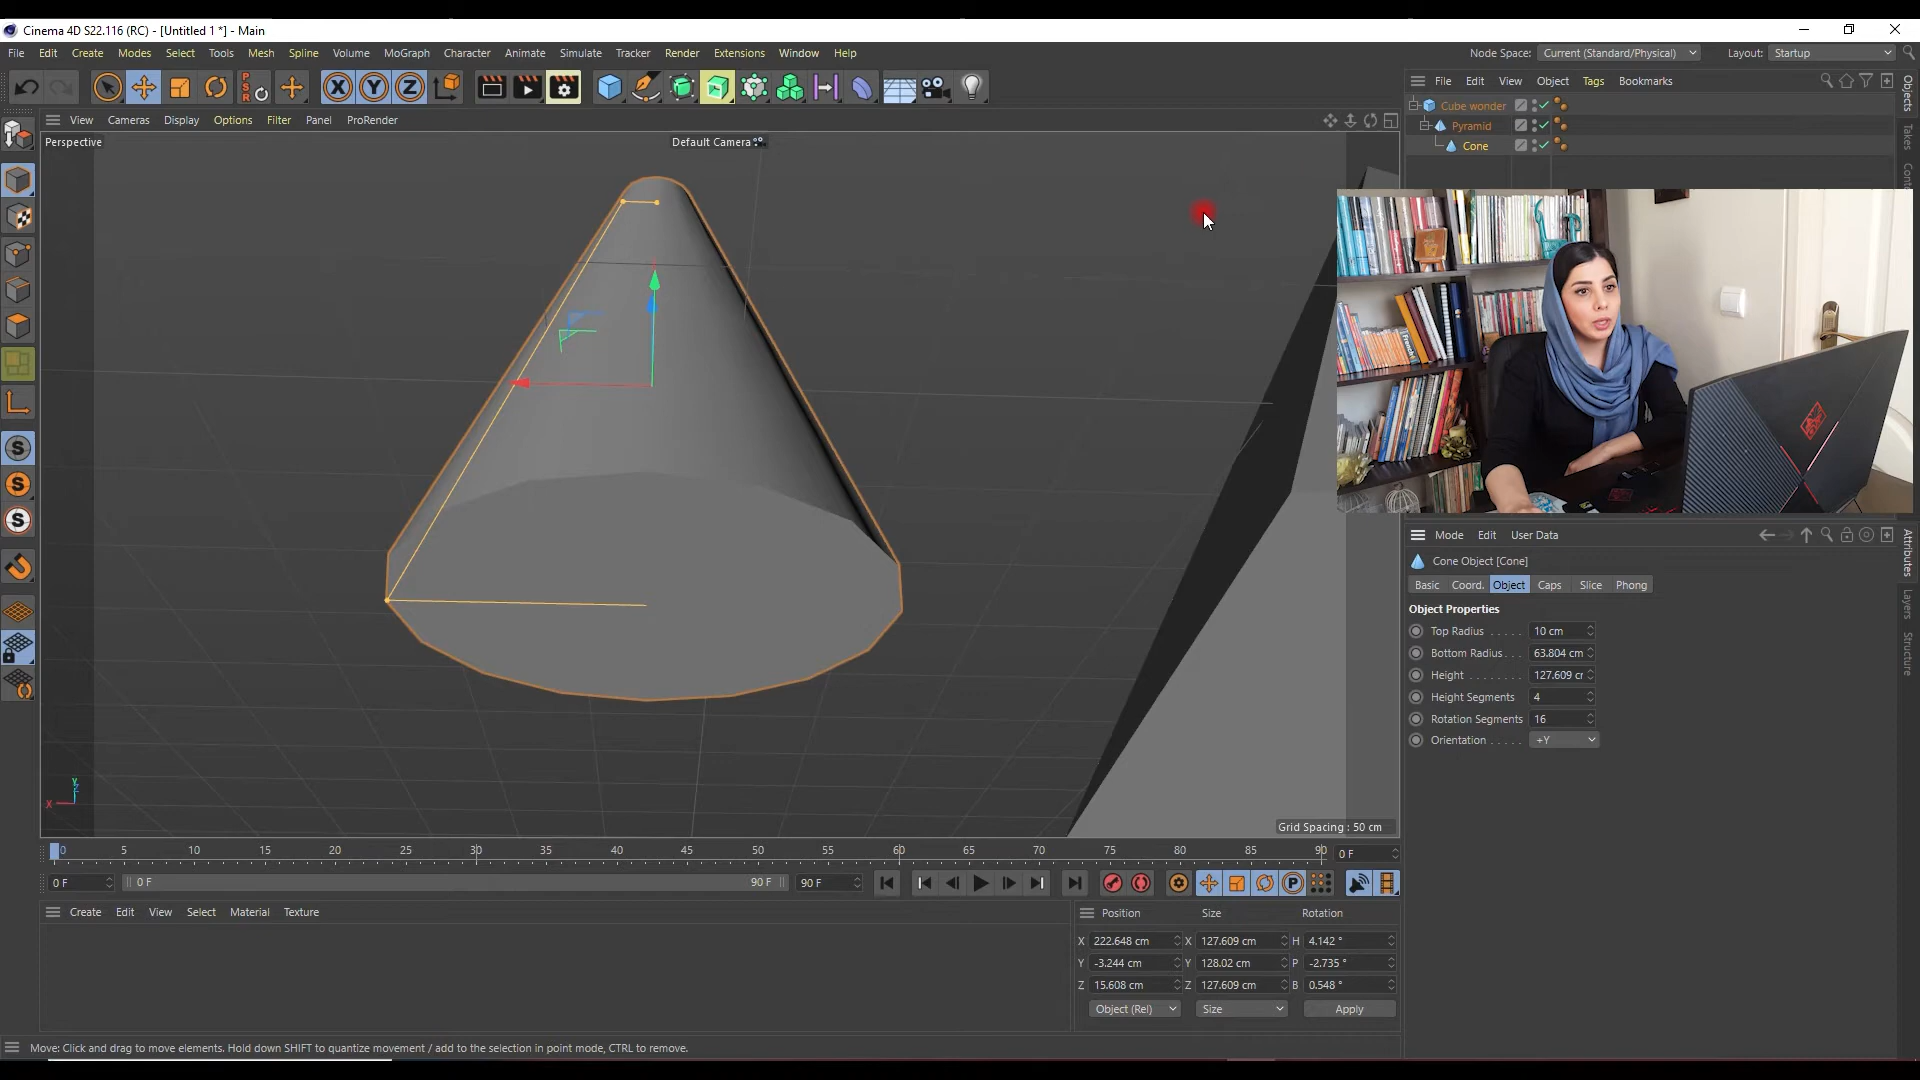 Cinema 4D S22.116 (RC) - [Untitled 1 *] - Main
File Edit Create Modes Select Tools Mesh Spline Volume MoGraph Character Animate Simulate Tracker Render Extensions Window Help
Node Space: Current (Standard/Physical) Layout: Startup
PSR X Y Z
File Edit View Object Tags Bookmarks
View Cameras Display Options Filter Panel ProRender
Perspective
Default Camera
Cube wonder
Pyramid
Cone
Objects
Takes
S
S
S
Y
Z
X
Grid Spacing : 50 cm
Mode Edit User Data
Cone Object [Cone]
Basic Coord. Object Caps Slice Phong
Object Properties
Top Radius . . . . . 10 cm
Bottom Radius . . . 63.804 cm
Height . . . . . . . . 127.609 cr
Height Segments 4
Rotation Segments 16
Orientation . . . . . +Y
Attributes
Layers
Structure
0 5 10 15 20 25 30 35 40 45 50 55 60 65 70 75 80 85 90 0 F
0 F 0 F 90 F 90 F P
Create Edit View Select Material Texture
Position Size Rotation
X 222.648 cm X 127.609 cm H 4.142 °
Y -3.244 cm Y 128.02 cm P -2.735 °
Z 15.608 cm Z 127.609 cm B 0.548 °
Object (Rel) Size Apply
Move: Click and drag to move elements. Hold down SHIFT to quantize movement / add to the selection in point mode, CTRL to remove.